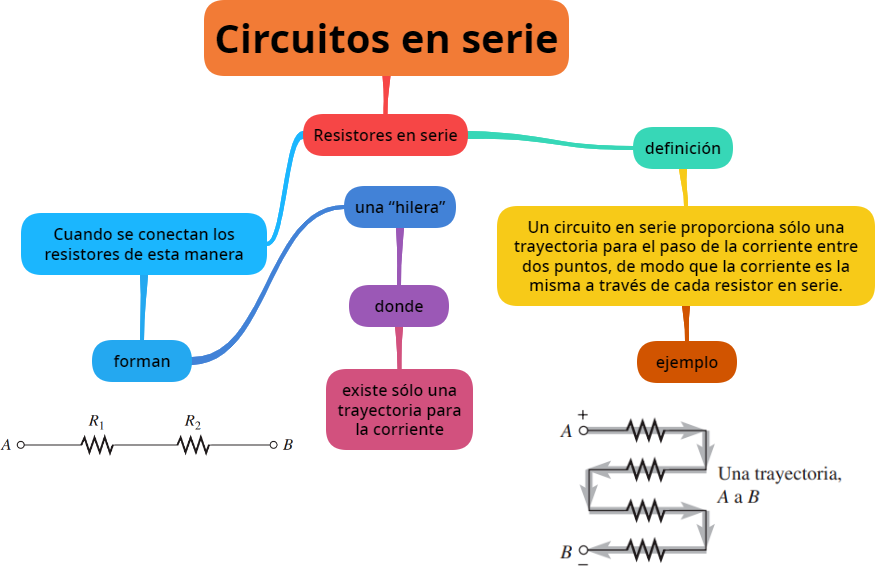 Circuitos en serie
Resistores en serie
definición
una “hilera”
Cuando se conectan los
resistores de esta manera
Un circuito en serie proporciona sólo una
trayectoria para el paso de la corriente entre
dos puntos, de modo que la corriente es la
misma a través de cada resistor en serie.
donde
forman
ejemplo
existe sólo una
trayectoria para
la corriente
R1 R2
A B
+
A
Una trayectoria,
A a B
B
−